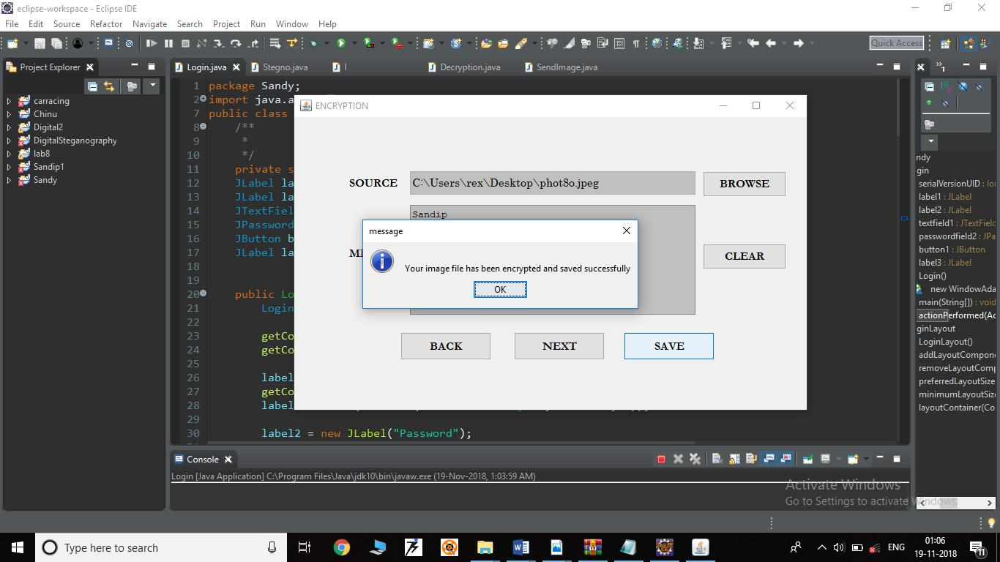 eclipse-workspace - Eclipse IDE
File Edit Source Refactor Navigate Search Project Run Window Help
Quick Access
Project Explorer
carracing
Chinu
Digital2
DigitalSteganography
lab8
Sandip1
Sandy
Login.java Stegno.java Decryption.java SendImage.java
1 package Sandy;
2 import java.a
7 public class
8 /**
9 *
10 */
11 private s
12 JLabel la
13 JLabel la
14 JTextFiel
15 JPassword
16 JButton b
17 JLabel la
18
19
20 public Lo
21 Login
22
23 getCo
24 getCo
25
26 label
27 getCo
28 label
29
30 label2 = new JLabel("Password");
ENCRYPTION
SOURCE C:\Users\rex\Desktop\phot8o.jpeg BROWSE
Sandip
CLEAR
message
Your image file has been encrypted and saved successfully
OK
BACK NEXT SAVE
ndy
gin
serialVersionUID : lo
label1 : JLabel
label2 : JLabel
textfield1 : JTextField
passwordfield2 : JPa
button1 : JButton
label3 : JLabel
Login()
new WindowAda
main(String[]) : void
actionPerformed(Ac
ginLayout
LoginLayout()
addLayoutCompone
removeLayoutComp
preferredLayoutSize
minimumLayoutSize
layoutContainer(Co
Console
Login [Java Application] C:\Program Files\Java\jdk10\bin\javaw.exe (19-Nov-2018, 1:03:59 AM)
Activate Windows
Go to Settings to activate Windows.
Type here to search
ENG
01:06
19-11-2018
11